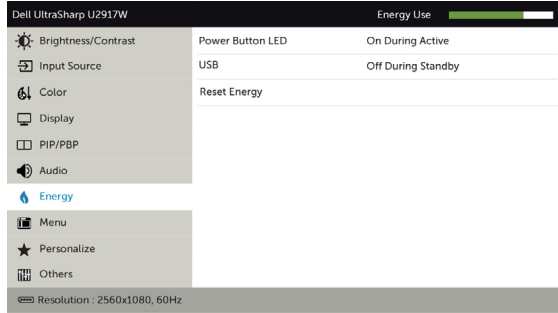 Dell UltraSharp U2917W Energy Use
Brightness/Contrast Power Button LED On During Active
Input Source USB Off During Standby
Color Reset Energy
Display
PIP/PBP
Audio
Energy
Menu
Personalize
Others
Resolution : 2560x1080, 60Hz